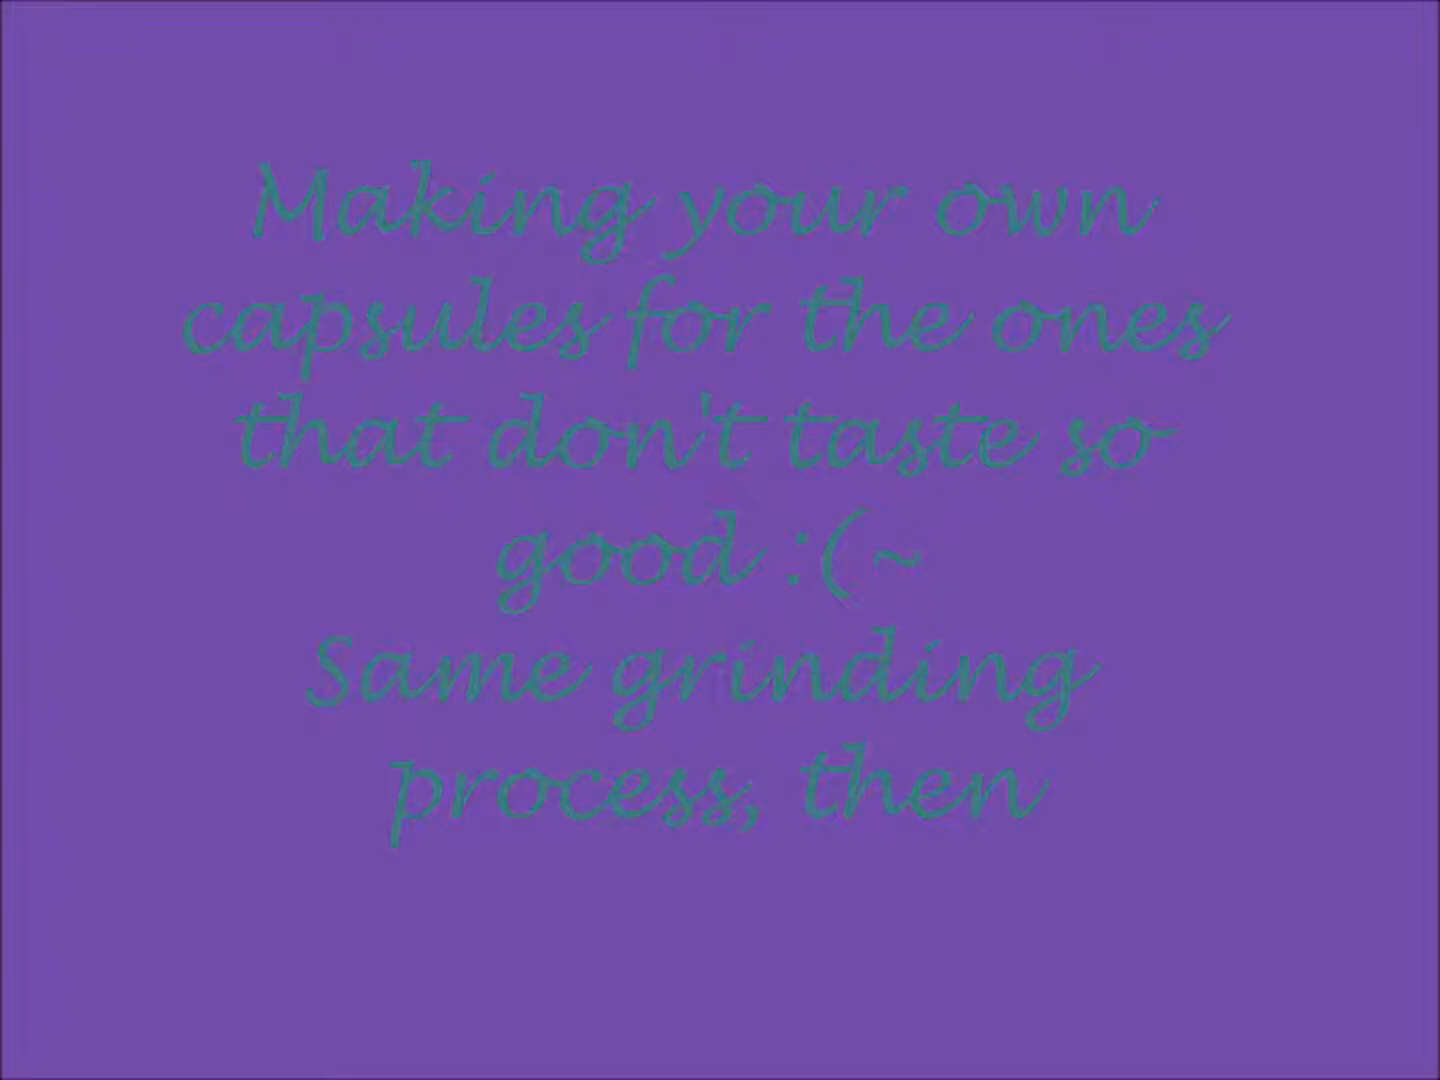 Making your own
capsules for the ones
that don't taste so
good :(~
Same grinding
process, then